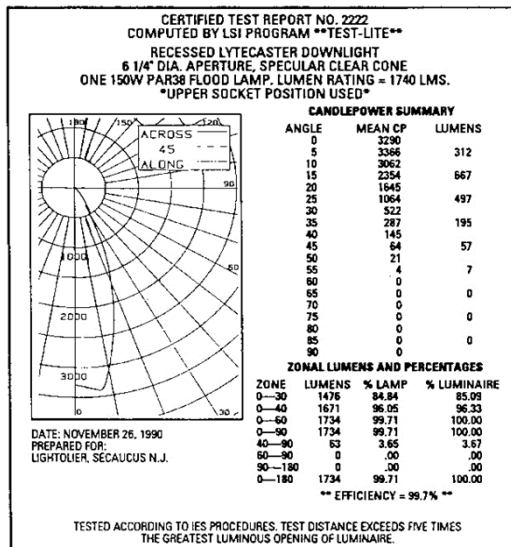 CERTIFIED TEST REPORT NO. 2222
COMPUTED BY LSI PROGRAM **TEST-LITE**
RECESSED LYTECASTER DOWNLIGHT
6 1/4" DIA. APERTURE, SPECULAR CLEAR CONE
ONE 150W PAR38 FLOOD LAMP. LUMEN RATING = 1740 LMS.
*UPPER SOCKET POSITION USED*
180 150 120
ACROSS
45
ALONG
90
60
1000
2000
3000
0 30
DATE: NOVEMBER 26, 1990
PREPARED FOR:
LIGHTOLIER, SECAUCUS N.J.
CANDLEPOWER SUMMARY
ANGLE MEAN CP LUMENS
0 3290
5 3366 312
10 3062
15 2354 667
20 1645
25 1064 497
30 522
35 287 195
40 145
45 64 57
50 21
55 4 7
60 0
65 0 0
70 0
75 0 0
80 0
85 0 0
90 0
ZONAL LUMENS AND PERCENTAGES
ZONE LUMENS % LAMP % LUMINAIRE
0—30 1476 84.84 85.09
0—40 1671 96.05 96.33
0—60 1734 99.71 100.00
0—90 1734 99.71 100.00
40—90 63 3.65 3.67
60—90 0 .00 .00
90—180 0 .00 .00
0—180 1734 99.71 100.00
** EFFICIENCY = 99.7% **
TESTED ACCORDING TO IES PROCEDURES. TEST DISTANCE EXCEEDS FIVE TIMES
THE GREATEST LUMINOUS OPENING OF LUMINAIRE.